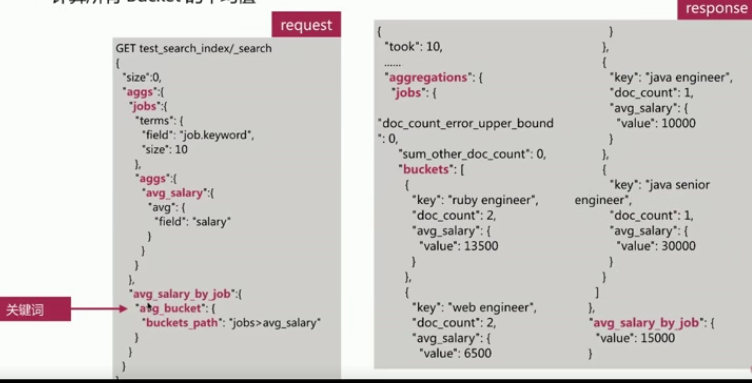 计算所有 Bucket 的平均值
request
GET test_search_index/_search
{
"size":0,
"aggs":{
"jobs":{
"terms": {
"field": "job.keyword",
"size": 10
},
"aggs":{
"avg_salary":{
"avg": {
"field": "salary"
}
}
}
},
"avg_salary_by_job":{
"avg_bucket": {
"buckets_path": "jobs>avg_salary"
}
}
}
关键词
response
{
"took": 10,
......
"aggregations": {
"jobs": {
"doc_count_error_upper_bound
": 0,
"sum_other_doc_count": 0,
"buckets": [
{
"key": "ruby engineer",
"doc_count": 2,
"avg_salary": {
"value": 13500
}
},
{
"key": "web engineer",
"doc_count": 2,
"avg_salary": {
"value": 6500
}
},
{
"key": "java engineer",
"doc_count": 1,
"avg_salary": {
"value": 10000
}
},
{
"key": "java senior
engineer",
"doc_count": 1,
"avg_salary": {
"value": 30000
}
}
]
},
"avg_salary_by_job": {
"value": 15000
}